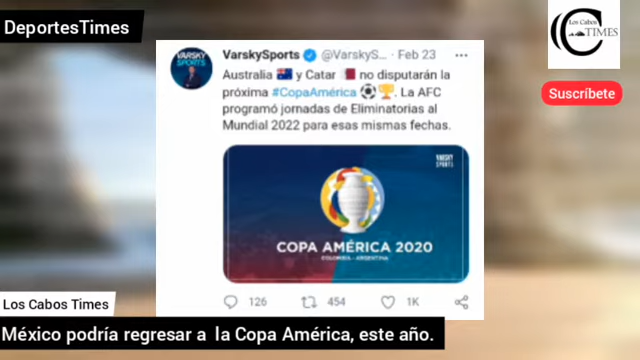 DeportesTimes
Los Cabos
TIMES
Suscríbete
VarskySports @VarskyS... · Feb 23
Australia y Catar no disputarán la
próxima #CopaAmérica. La AFC
programó jornadas de Eliminatorias al
Mundial 2022 para esas mismas fechas.
VARSKY
SPORTS
VARSKY
SPORTS
COPA AMÉRICA 2020
COLOMBIA - ARGENTINA
126 454 1K
Los Cabos Times
México podría regresar a la Copa América, este año.